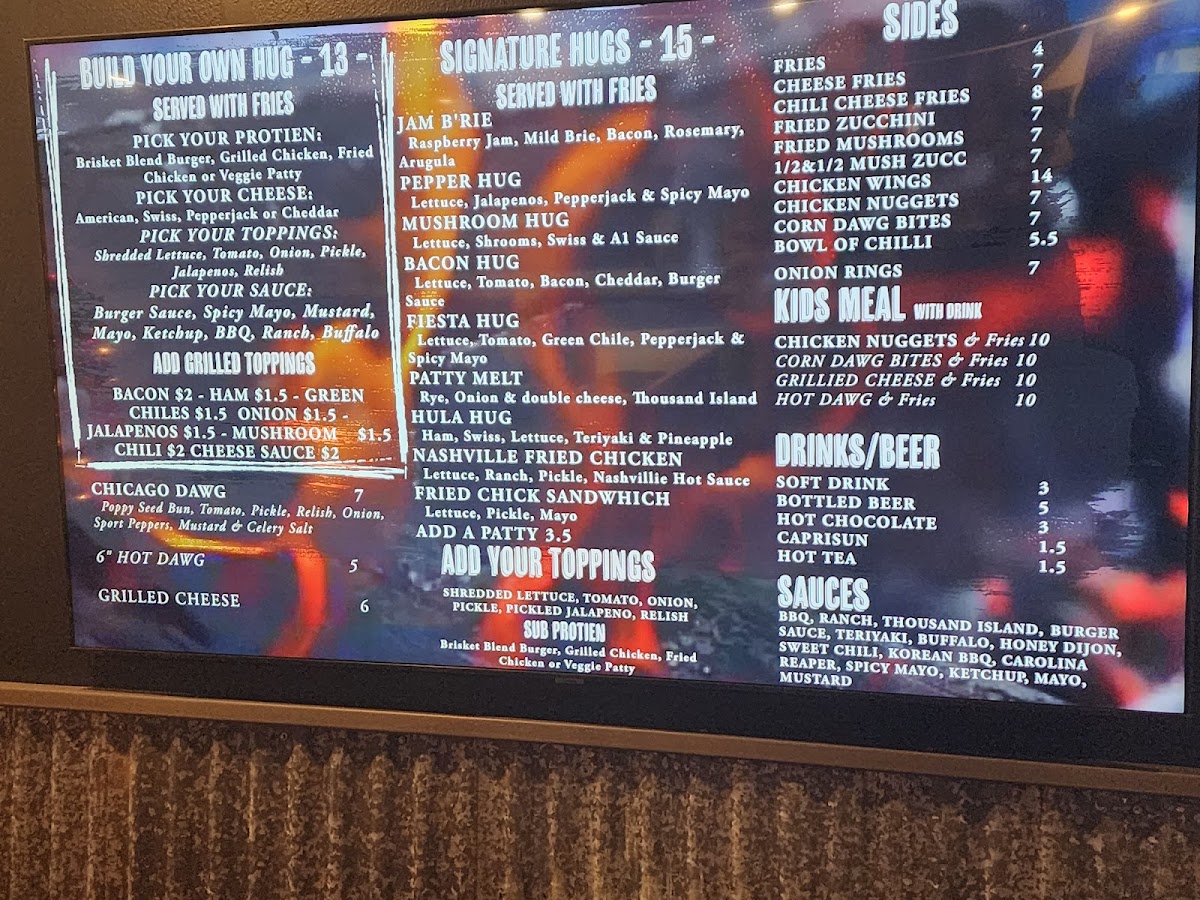 BUILD YOUR OWN HUG - 13 -
SERVED WITH FRIES
PICK YOUR PROTIEN:
Brisket Blend Burger, Grilled Chicken, Fried
Chicken or Veggie Patty
PICK YOUR CHEESE:
American, Swiss, Pepperjack or Cheddar
PICK YOUR TOPPINGS:
Shredded Lettuce, Tomato, Onion, Pickle,
Jalapenos, Relish
PICK YOUR SAUCE:
Burger Sauce, Spicy Mayo, Mustard,
Mayo, Ketchup, BBQ, Ranch, Buffalo
ADD GRILLED TOPPINGS
BACON $2 - HAM $1.5 - GREEN
CHILES $1.5 ONION $1.5 -
JALAPENOS $1.5 - MUSHROOM $1.5
CHILI $2 CHEESE SAUCE $2
CHICAGO DAWG 7
Poppy Seed Bun, Tomato, Pickle, Relish, Onion,
Sport Peppers, Mustard & Celery Salt
6" HOT DAWG 5
GRILLED CHEESE 6
SIGNATURE HUGS - 15 -
SERVED WITH FRIES
JAM B'RIE
Raspberry Jam, Mild Brie, Bacon, Rosemary,
Arugula
PEPPER HUG
Lettuce, Jalapenos, Pepperjack & Spicy Mayo
MUSHROOM HUG
Lettuce, Shrooms, Swiss & A1 Sauce
BACON HUG
Lettuce, Tomato, Bacon, Cheddar, Burger
Sauce
FIESTA HUG
Lettuce, Tomato, Green Chile, Pepperjack &
Spicy Mayo
PATTY MELT
Rye, Onion & double cheese, Thousand Island
HULA HUG
Ham, Swiss, Lettuce, Teriyaki & Pineapple
NASHVILLE FRIED CHICKEN
Lettuce, Ranch, Pickle, Nashvillie Hot Sauce
FRIED CHICK SANDWHICH
Lettuce, Pickle, Mayo
ADD A PATTY 3.5
ADD YOUR TOPPINGS
SHREDDED LETTUCE, TOMATO, ONION,
PICKLE, PICKLED JALAPENO, RELISH
SUB PROTIEN
Brisket Blend Burger, Grilled Chicken, Fried
Chicken or Veggie Patty
SIDES
FRIES 4
CHEESE FRIES 7
CHILI CHEESE FRIES 8
FRIED ZUCCHINI 7
FRIED MUSHROOMS 7
1/2&1/2 MUSH ZUCC 7
CHICKEN WINGS 14
CHICKEN NUGGETS 7
CORN DAWG BITES 7
BOWL OF CHILLI 5.5
ONION RINGS 7
KIDS MEAL WITH DRINK
CHICKEN NUGGETS & Fries 10
CORN DAWG BITES & Fries 10
GRILLIED CHEESE & Fries 10
HOT DAWG & Fries 10
DRINKS/BEER
SOFT DRINK 3
BOTTLED BEER 5
HOT CHOCOLATE 3
CAPRISUN 1.5
HOT TEA 1.5
SAUCES
BBQ, RANCH, THOUSAND ISLAND, BURGER
SAUCE, TERIYAKI, BUFFALO, HONEY DIJON,
SWEET CHILI, KOREAN BBQ, CAROLINA
REAPER, SPICY MAYO, KETCHUP, MAYO,
MUSTARD